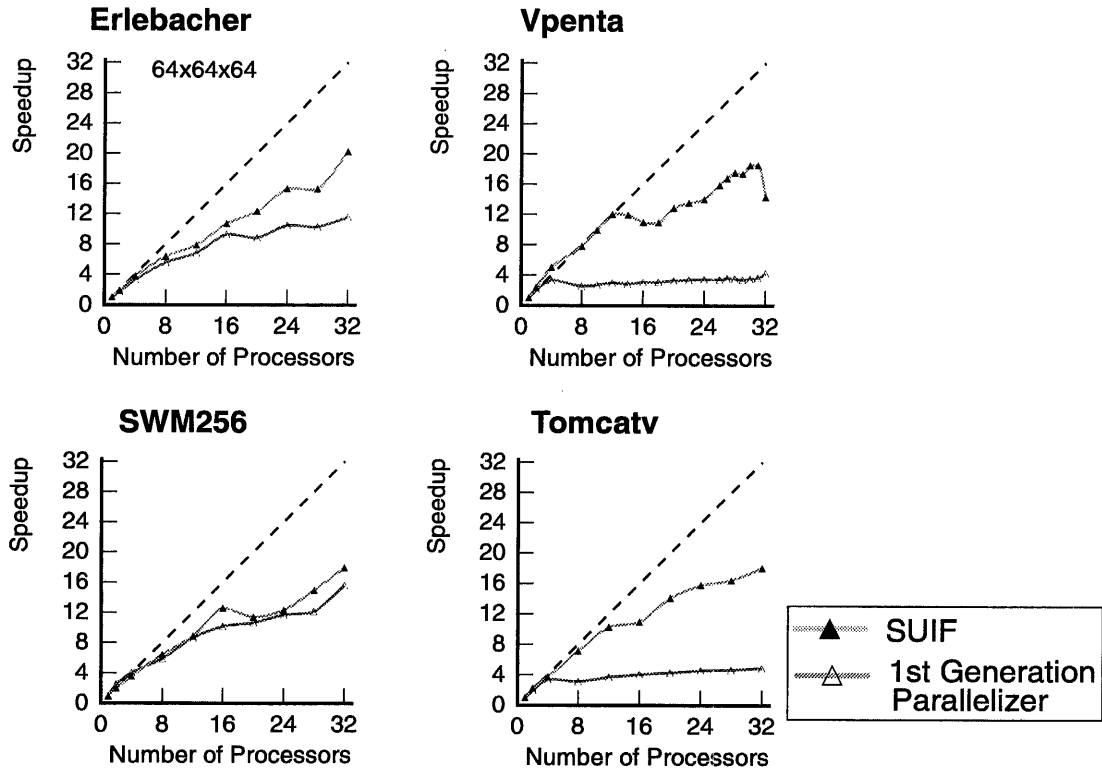 Erlebacher
64x64x64
Speedup
32
28
24
20
16
12
8
4
0
0 8 16 24 32
Number of Processors
Vpenta
Speedup
32
28
24
20
16
12
8
4
0
0 8 16 24 32
Number of Processors
SWM256
Speedup
32
28
24
20
16
12
8
4
0
0 8 16 24 32
Number of Processors
Tomcatv
Speedup
32
28
24
20
16
12
8
4
0
0 8 16 24 32
Number of Processors
SUIF
1st Generation
Parallelizer